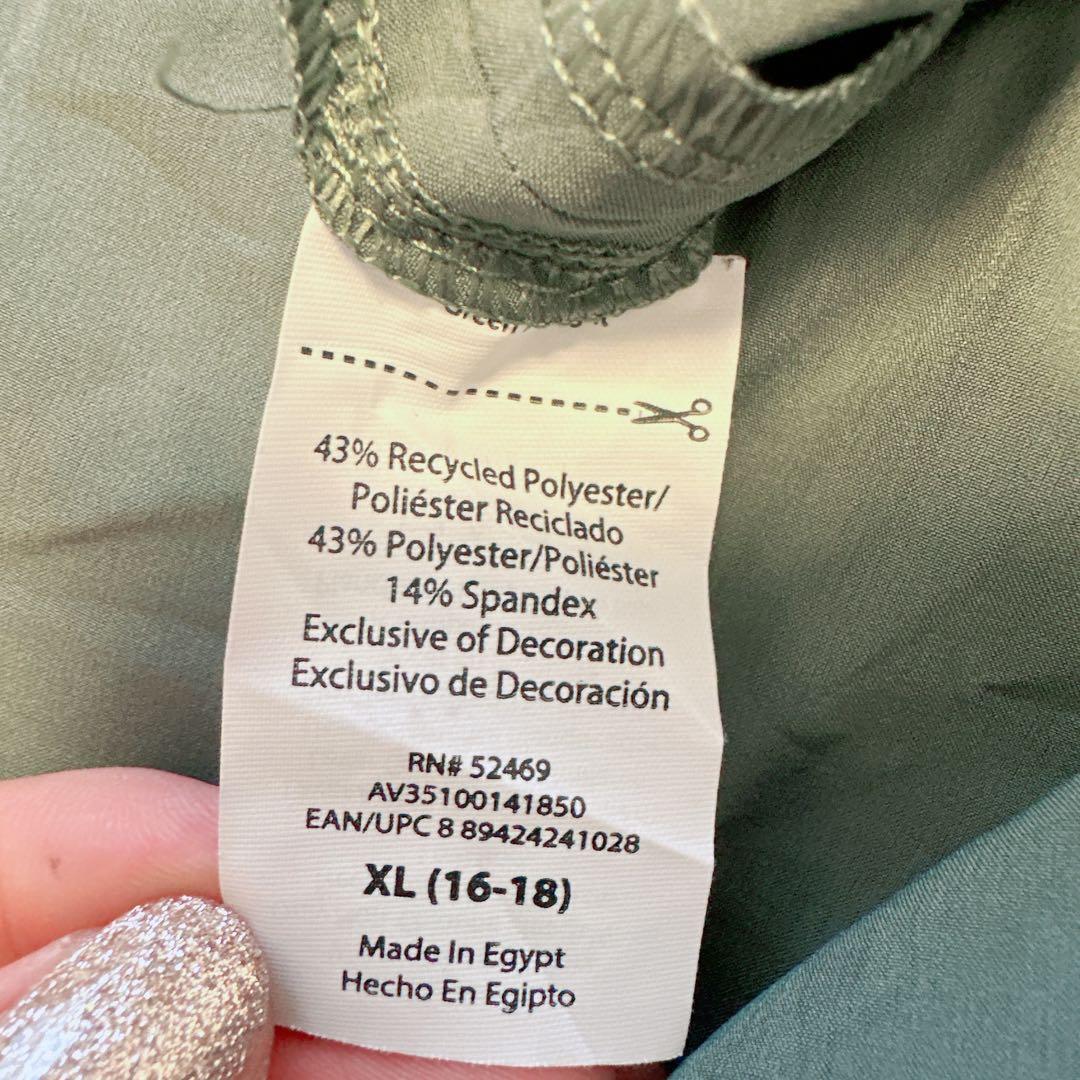 43% Recycled Polyester/
Poliéster Reciclado
43% Polyester/Poliéster
14% Spandex
Exclusive of Decoration
Exclusivo de Decoración
RN# 52469
AV35100141850
EAN/UPC 8 89424241028
XL (16-18)
Made In Egypt
Hecho En Egipto